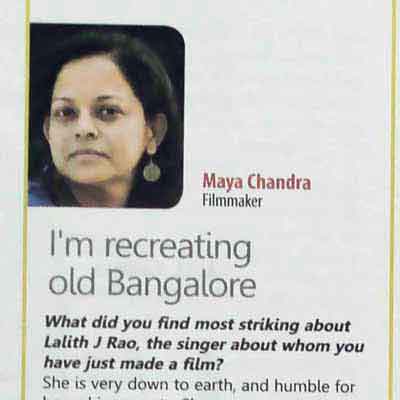 Maya Chandra
Filmmaker
I'm recreating
old Bangalore
What did you find most striking about
Lalith J Rao, the singer about whom you
have just made a film?
She is very down to earth, and humble for